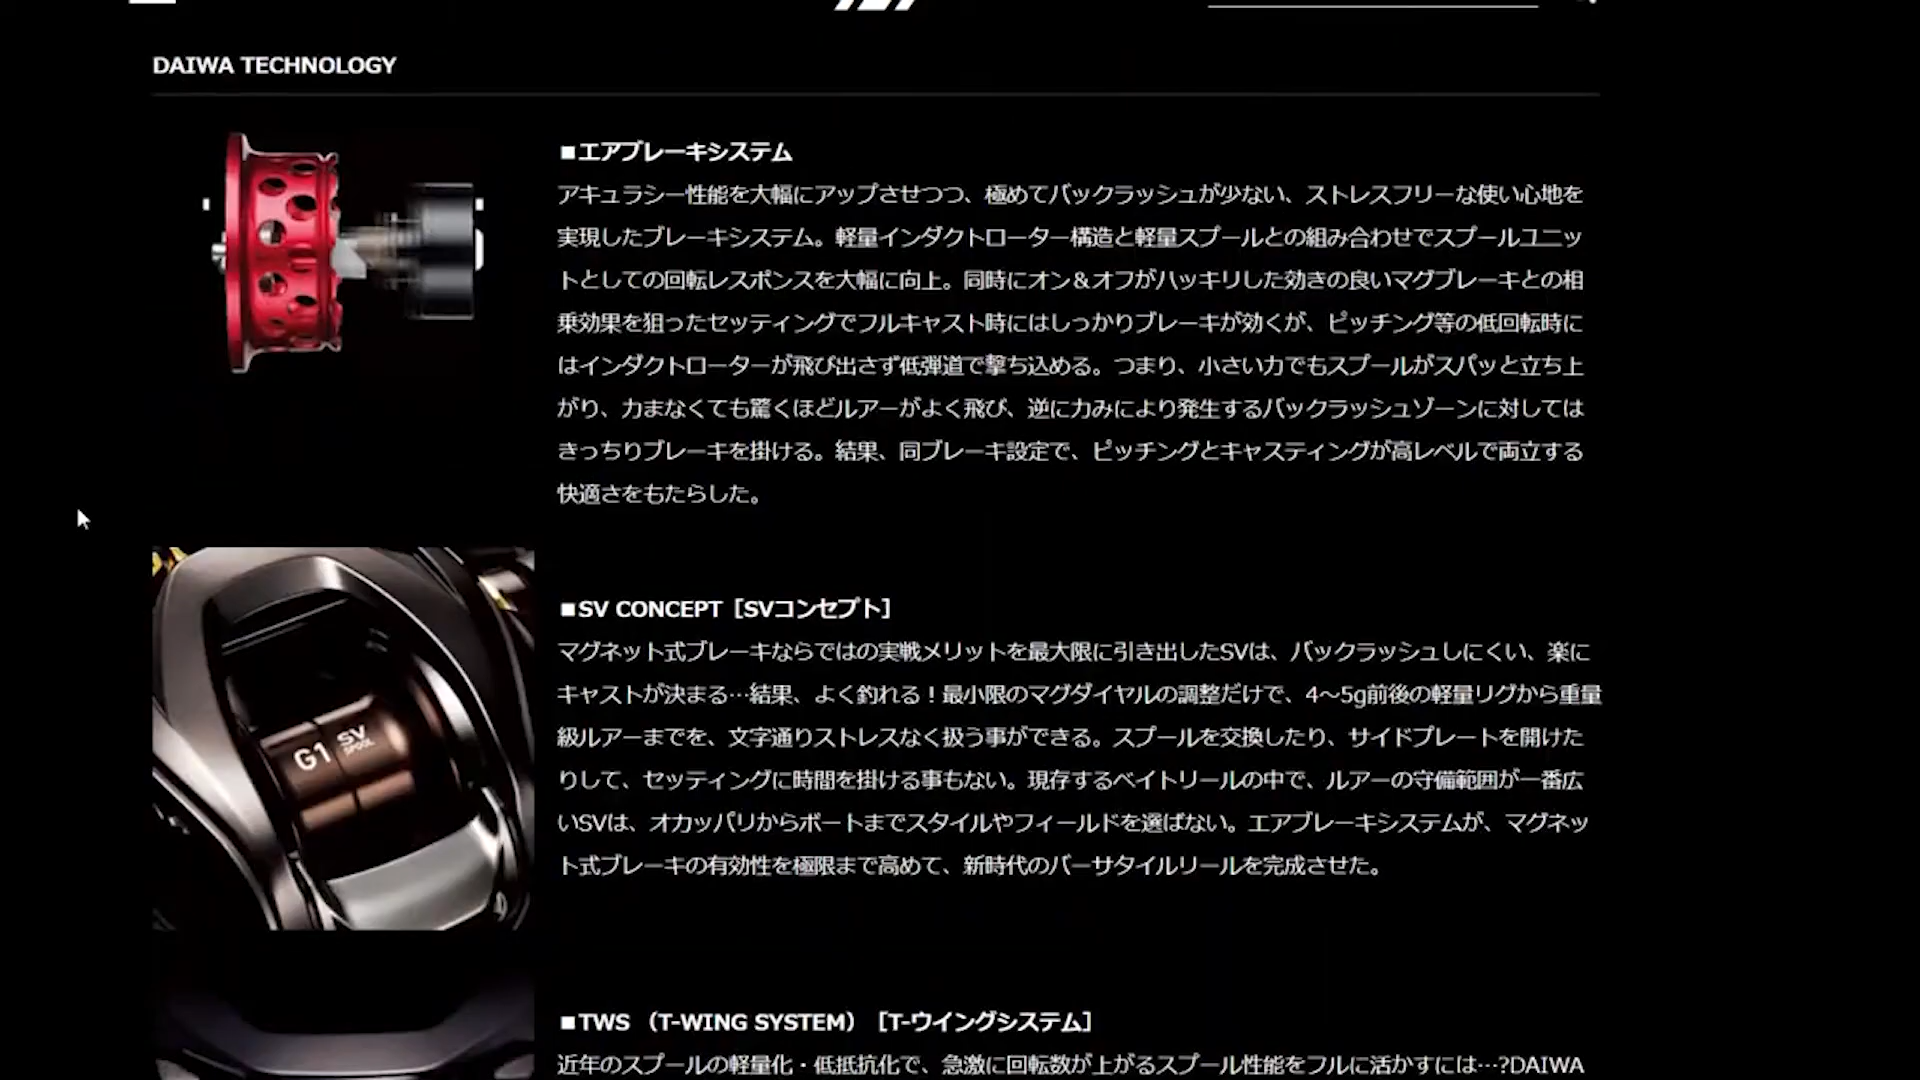 DAIWA TECHNOLOGY
■エアブレーキシステム
アキュラシー性能を大幅にアップさせつつ、極めてバックラッシュが少ない、ストレスフリーな使い心地を
実現したブレーキシステム。軽量インダクトローター構造と軽量スプールとの組み合わせでスプールユニッ
トとしての回転レスポンスを大幅に向上。同時にオン&オフがハッキリした効きの良いマグブレーキとの相
乗効果を狙ったセッティングでフルキャスト時にはしっかりブレーキが効くが、ピッチング等の低回転時に
はインダクトローターが飛び出さず低弾道で撃ち込める。つまり、小さい力でもスプールがスパッと立ち上
がり、力まなくても驚くほどルアーがよく飛び、逆に力みにより発生するバックラッシュゾーンに対しては
きっちりブレーキを掛ける。結果、同ブレーキ設定で、ピッチングとキャスティングが高レベルで両立する
快適さをもたらした。
G1 SV
SPOOL
■SV CONCEPT［SVコンセプト］
マグネット式ブレーキならではの実戦メリットを最大限に引き出したSVは、バックラッシュしにくい、楽に
キャストが決まる…結果、よく釣れる！最小限のマグダイヤルの調整だけで、4～5g前後の軽量リグから重量
級ルアーまでを、文字通りストレスなく扱う事ができる。スプールを交換したり、サイドプレートを開けた
りして、セッティングに時間を掛ける事もない。現存するベイトリールの中で、ルアーの守備範囲が一番広
いSVは、オカッパリからボートまでスタイルやフィールドを選ばない。エアブレーキシステムが、マグネッ
ト式ブレーキの有効性を極限まで高めて、新時代のバーサタイルリールを完成させた。
■TWS （T-WING SYSTEM）［T-ウイングシステム］
近年のスプールの軽量化・低抵抗化で、急激に回転数が上がるスプール性能をフルに活かすには…?DAIWA